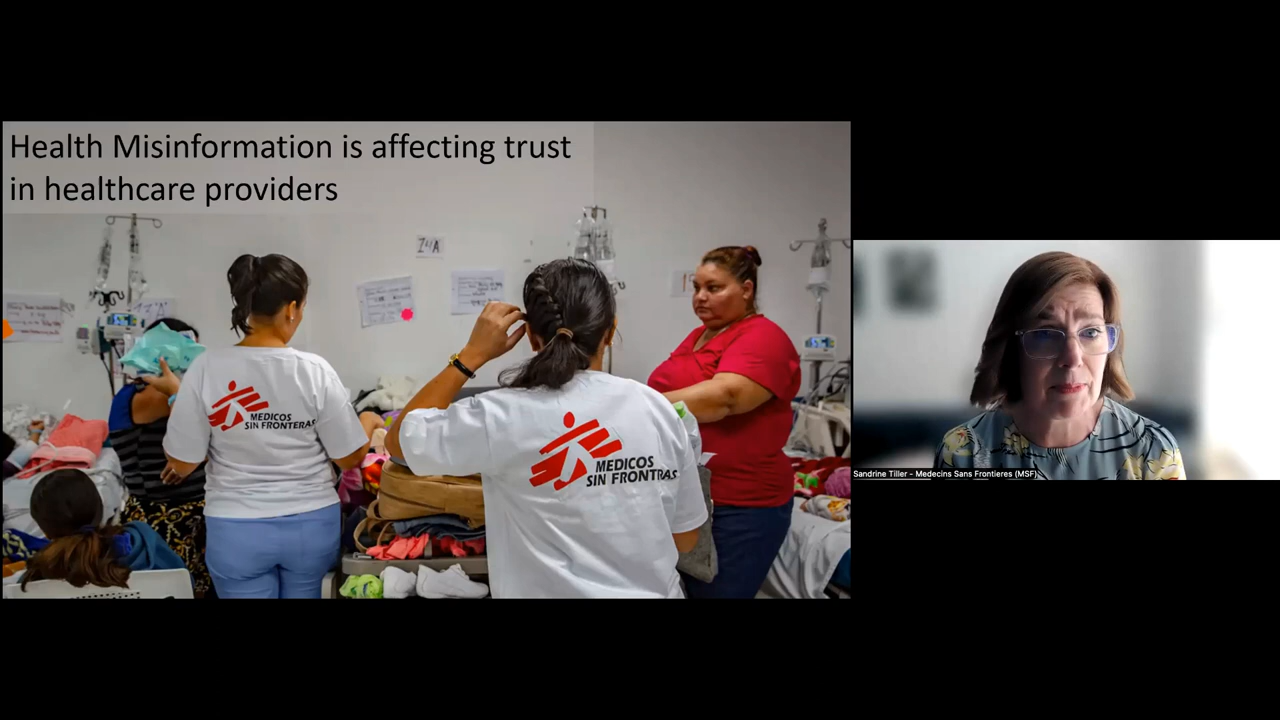 Health Misinformation is affecting trust
in healthcare providers
MEDICOS
SIN FRONTERAS
MEDICOS
SIN FRONTRAS
Sandrine Tiller - Medecins Sans Frontieres (MSF)